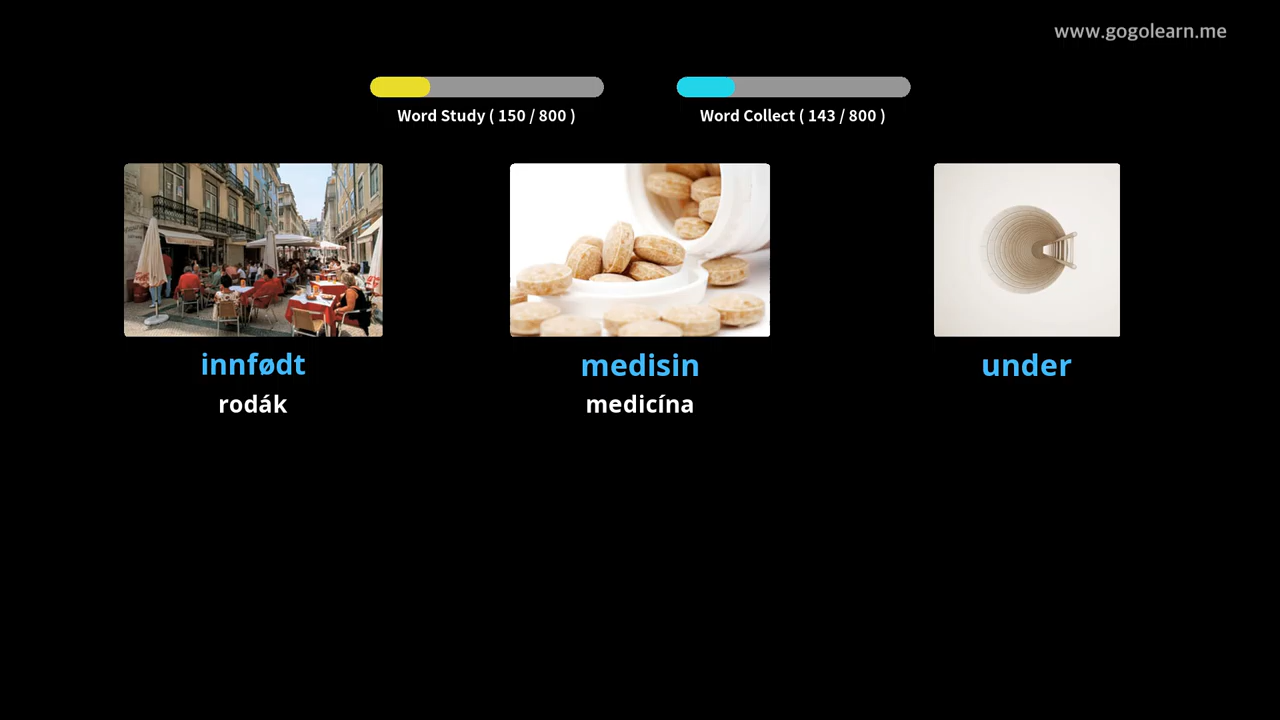 www.gogolearn.me
Word Study ( 150 / 800 )
Word Collect ( 143 / 800 )
innfødt
rodák
medisin
medicína
under